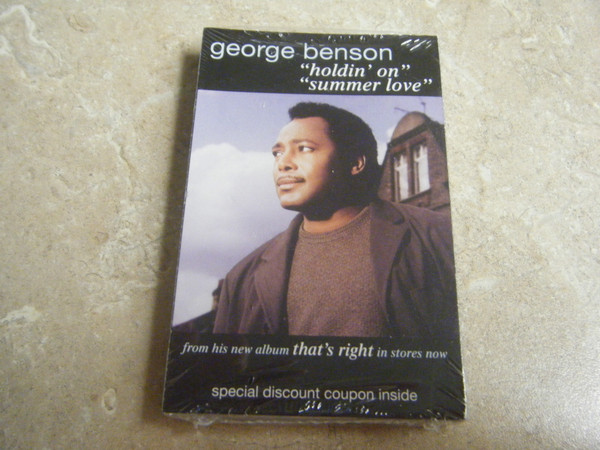 george benson
“holdin’ on”
“summer love”
from his new album that’s right in stores now
special discount coupon inside